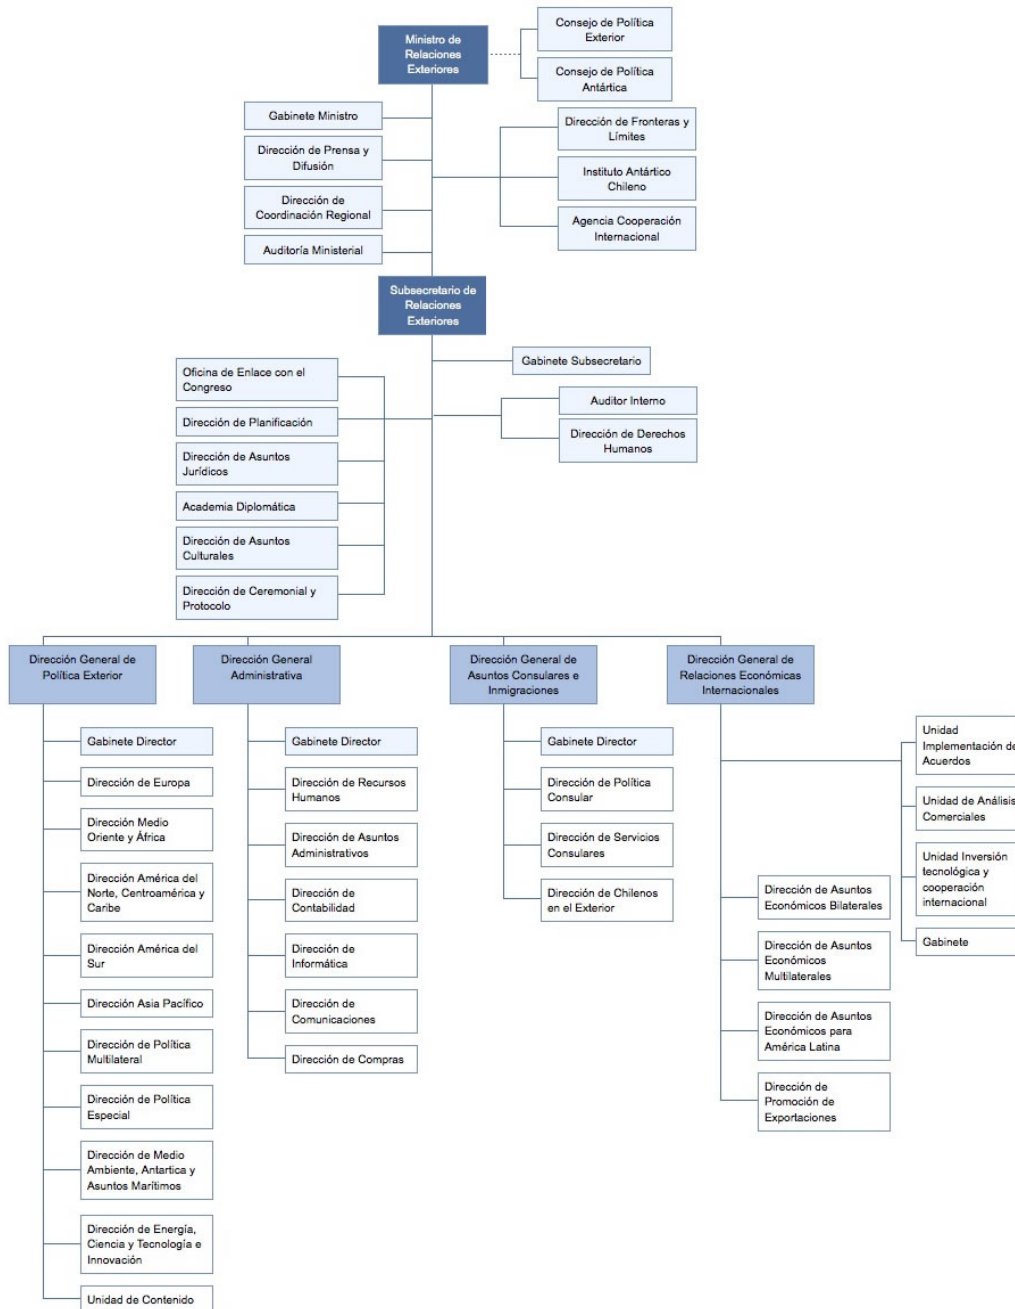 Ministro de
Relaciones
Exteriores
Consejo de Política
Exterior
Consejo de Política
Antártica
Gabinete Ministro
Dirección de Prensa y
Difusión
Dirección de
Coordinación Regional
Auditoría Ministerial
Dirección de Fronteras y
Límites
Instituto Antártico
Chileno
Agencia Cooperación
Internacional
Subsecretario de
Relaciones
Exteriores
Gabinete Subsecretario
Auditor Interno
Dirección de Derechos
Humanos
Oficina de Enlace con el
Congreso
Dirección de Planificación
Dirección de Asuntos
Jurídicos
Academia Diplomática
Dirección de Asuntos
Culturales
Dirección de Ceremonial y
Protocolo
Dirección General de
Política Exterior
Gabinete Director
Dirección de Europa
Dirección Medio
Oriente y África
Dirección América del
Norte, Centroamérica y
Caribe
Dirección América del
Sur
Dirección Asia Pacífico
Dirección de Política
Multilateral
Dirección de Política
Especial
Dirección de Medio
Ambiente, Antartica y
Asuntos Marítimos
Dirección de Energía,
Ciencia y Tecnología e
Innovación
Unidad de Contenido
Dirección General
Administrativa
Gabinete Director
Dirección de Recursos
Humanos
Dirección de Asuntos
Administrativos
Dirección de
Contabilidad
Dirección de
Informática
Dirección de
Comunicaciones
Dirección de Compras
Dirección General de
Asuntos Consulares e
Inmigraciones
Gabinete Director
Dirección de Política
Consular
Dirección de Servicios
Consulares
Dirección de Chilenos
en el Exterior
Dirección General de
Relaciones Económicas
Internacionales
Dirección de Asuntos
Económicos Bilaterales
Dirección de Asuntos
Económicos
Multilaterales
Dirección de Asuntos
Económicos para
América Latina
Dirección de
Promoción de
Exportaciones
Unidad
Implementación de
Acuerdos
Unidad de Análisis
Comerciales
Unidad Inversión
tecnológica y
cooperación
internacional
Gabinete